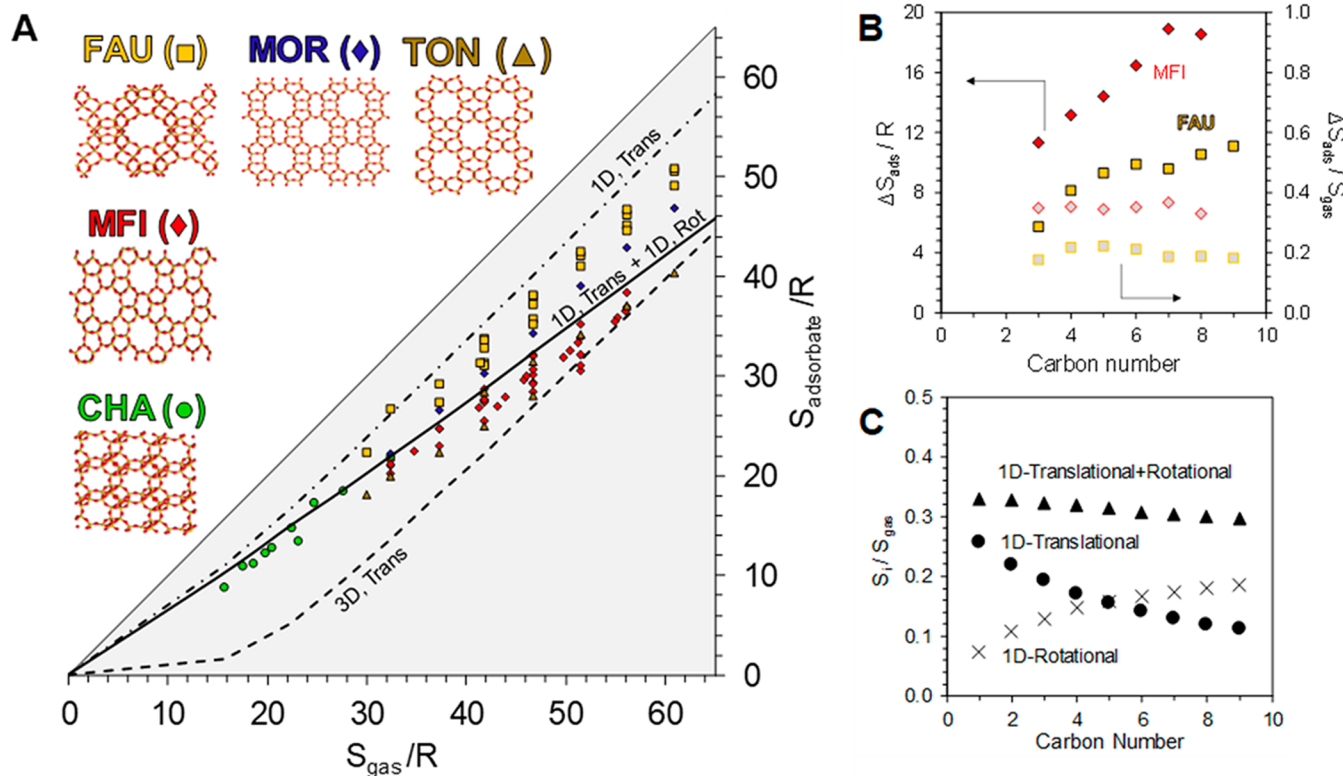 A
FAU (■)
MOR (♦)
TON (▲)
MFI (♦)
CHA (●)
1D, Trans
1D, Trans + 1D, Rot
3D, Trans
60
50
40
30
20
10
0
S_adsorbate/R
0 20 40 60
S_gas/R
B
20
16
12
8
4
0
ΔS_ads / R
MFI
FAU
1.0
0.8
0.6
0.4
0.2
0.0
ΔS_ads / S_gas
0 2 4 6 8 10
Carbon number
C
0.5
0.4
0.3
0.2
0.1
0.0
S_i / S_gas
1D-Translational+Rotational
1D-Translational
1D-Rotational
0 2 4 6 8 10
Carbon Number